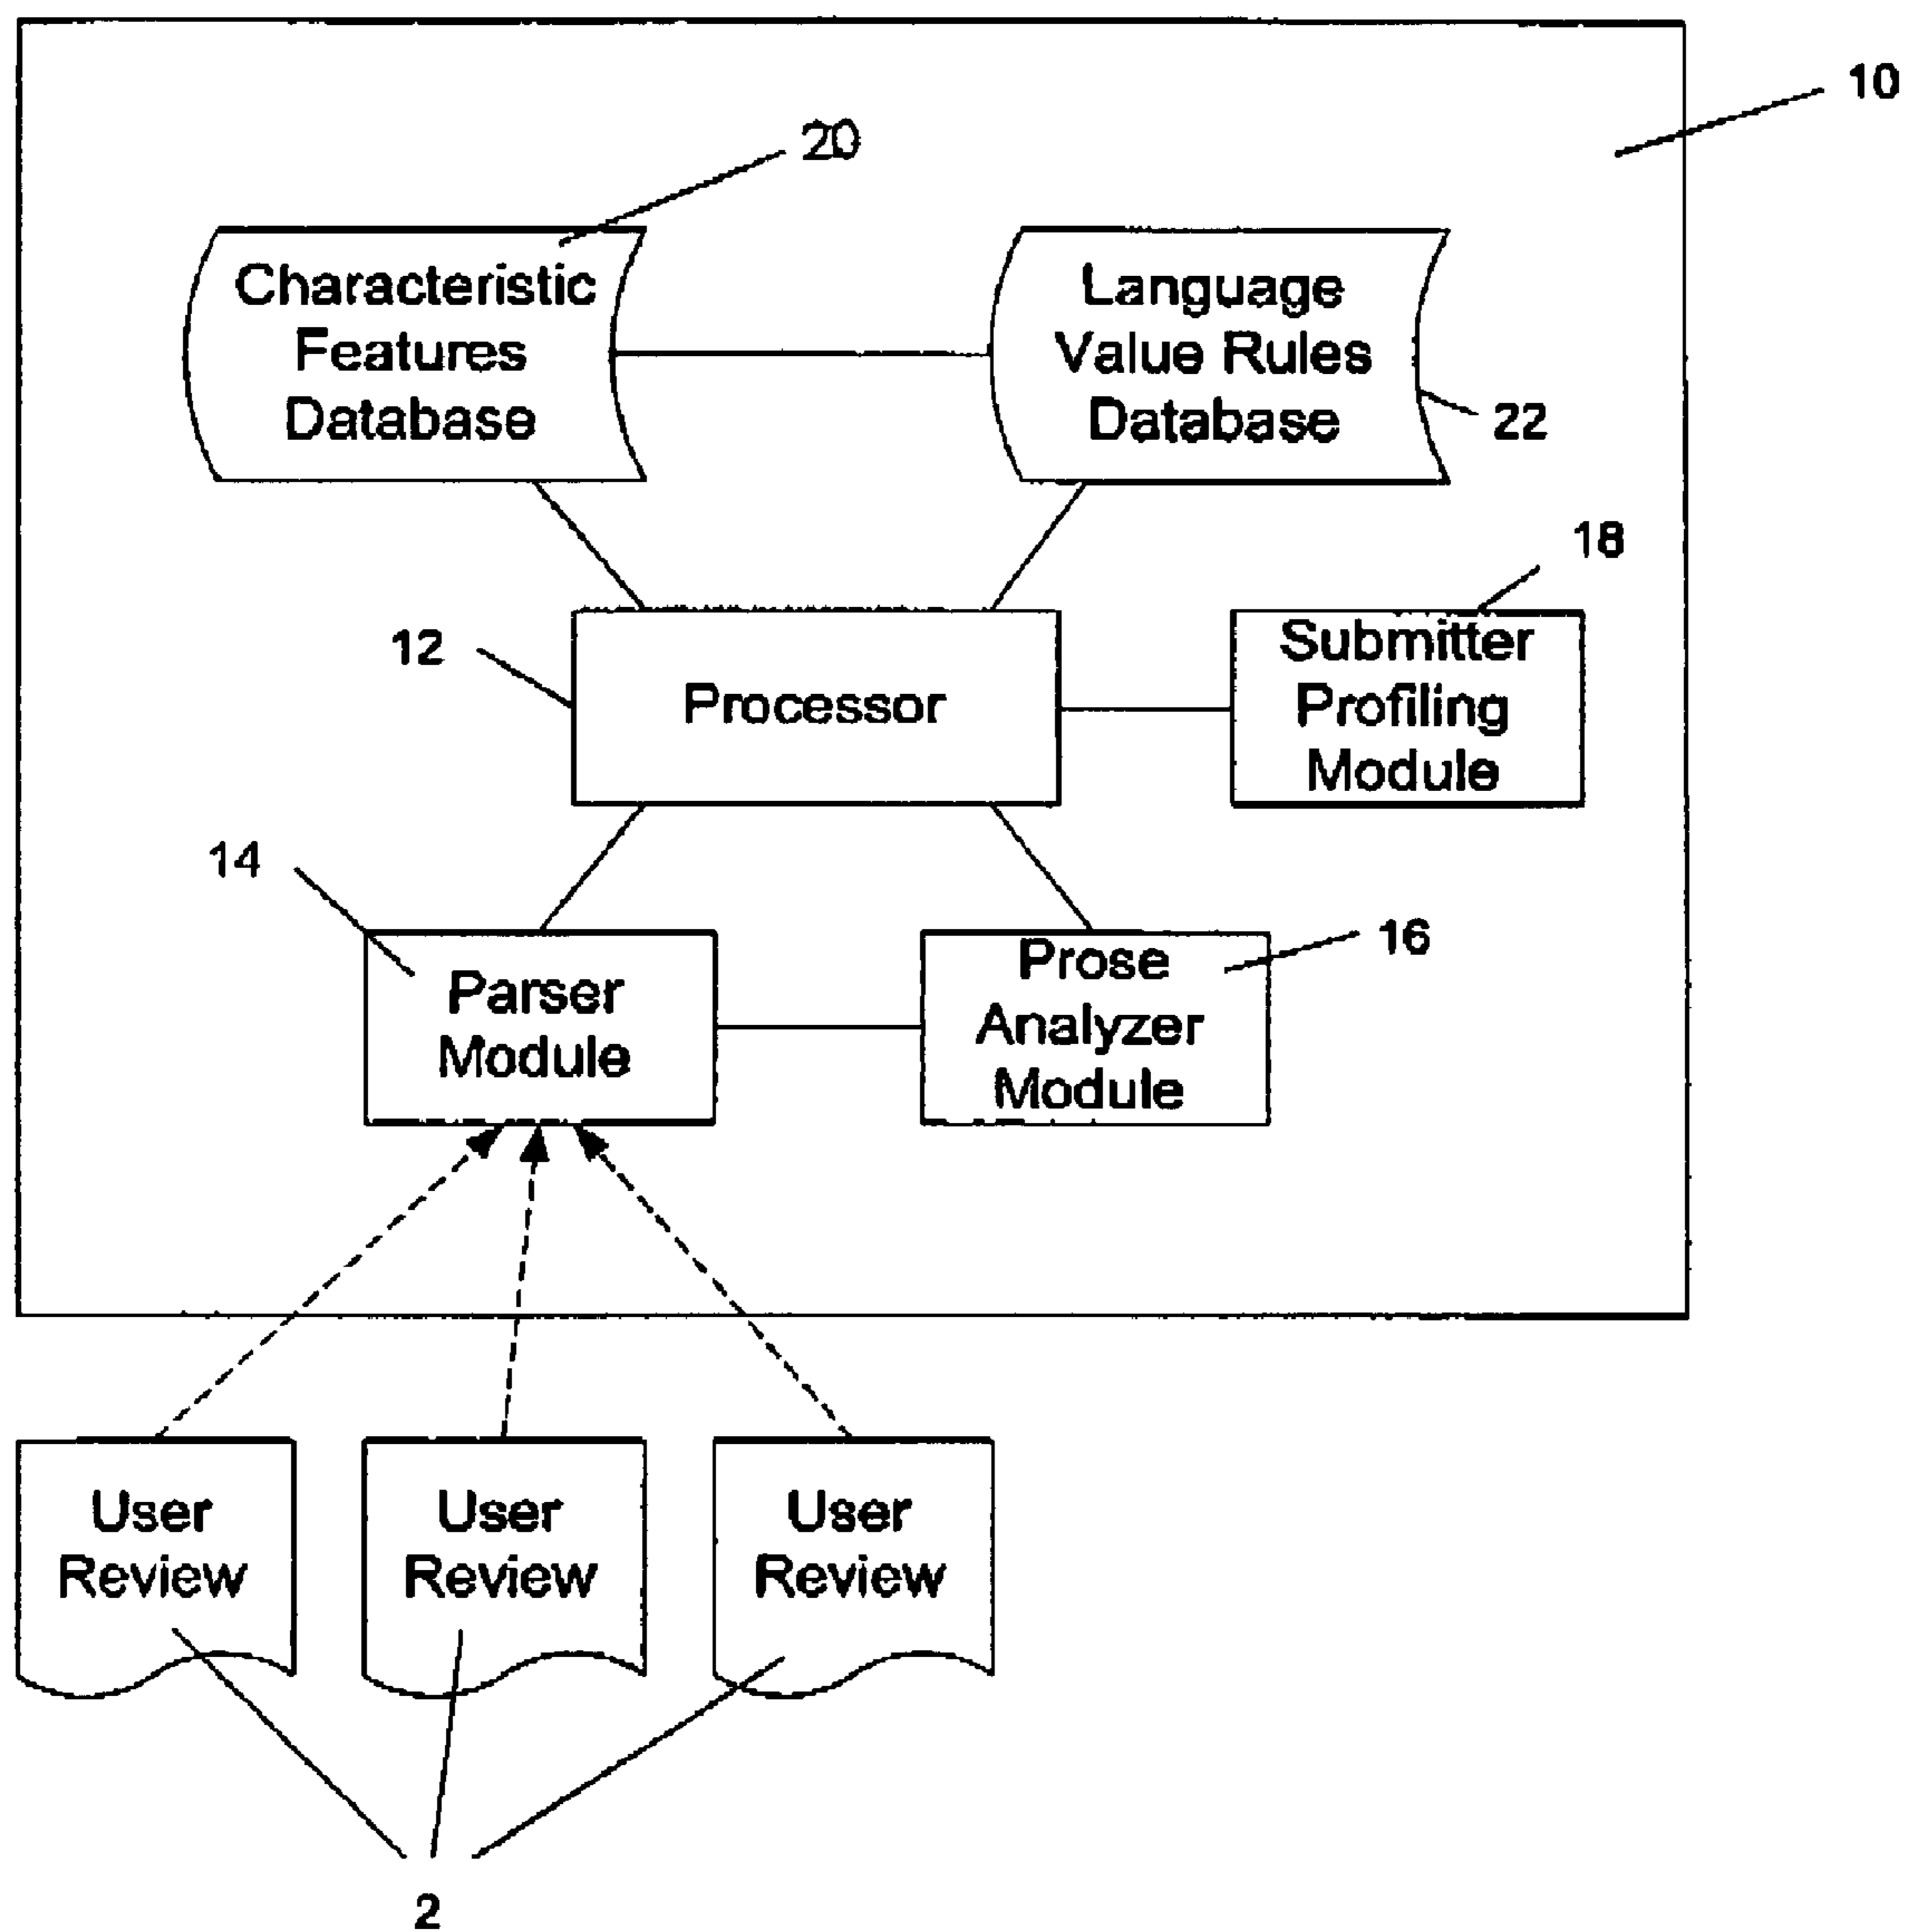 10
20
Characteristic
Features
Database
Language
Value Rules
Database
22
18
12
Processor
Submitter
Profiling
Module
14
Parser
Module
Prose
Analyzer
Module
16
User
Review
User
Review
User
Review
2